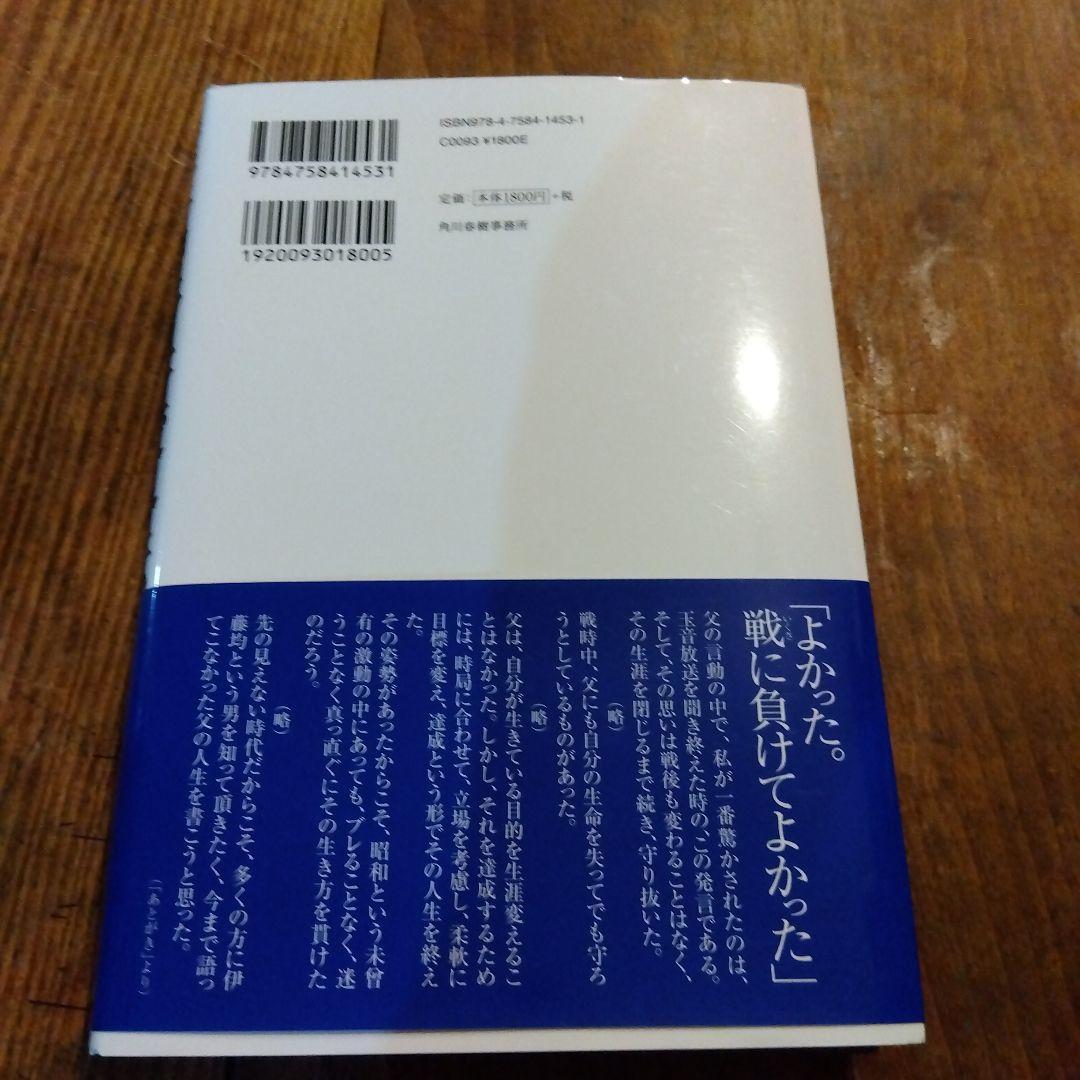 ISBN978-4-7584-1453-1
C0093 ¥1800E
9784758414531
定価：本体1800円＋税
角川春樹事務所
1920093018005
「よかった。
戦に負けてよかった」
いくさ
父の言動の中で、私が一番驚かされたのは、
玉音放送を聞き終えた時の、この発言である。
そして、その思いは戦後も変わることはなく、
その生涯を閉じるまで続き、守り抜いた。
（略）
戦時中、父にも自分の生命を失ってでも守ろ
うとしているものがあった。
（略）
父は、自分が生きている目的を生涯変えるこ
とはなかった。しかし、それを達成するため
には、時局に合わせて、立場を考慮し、柔軟に
目標を変え、達成という形でその人生を終え
た。
その姿勢があったからこそ、昭和という未曾
有の激動の中にあっても、ブレることなく、迷
うことなく真っ直ぐにその生き方を貫けた
のだろう。
（略）
先の見えない時代だからこそ、多くの方に伊
藤均という男を知って頂きたく、今まで語っ
てこなかった父の人生を書こうと思った。
（「あとがき」より）